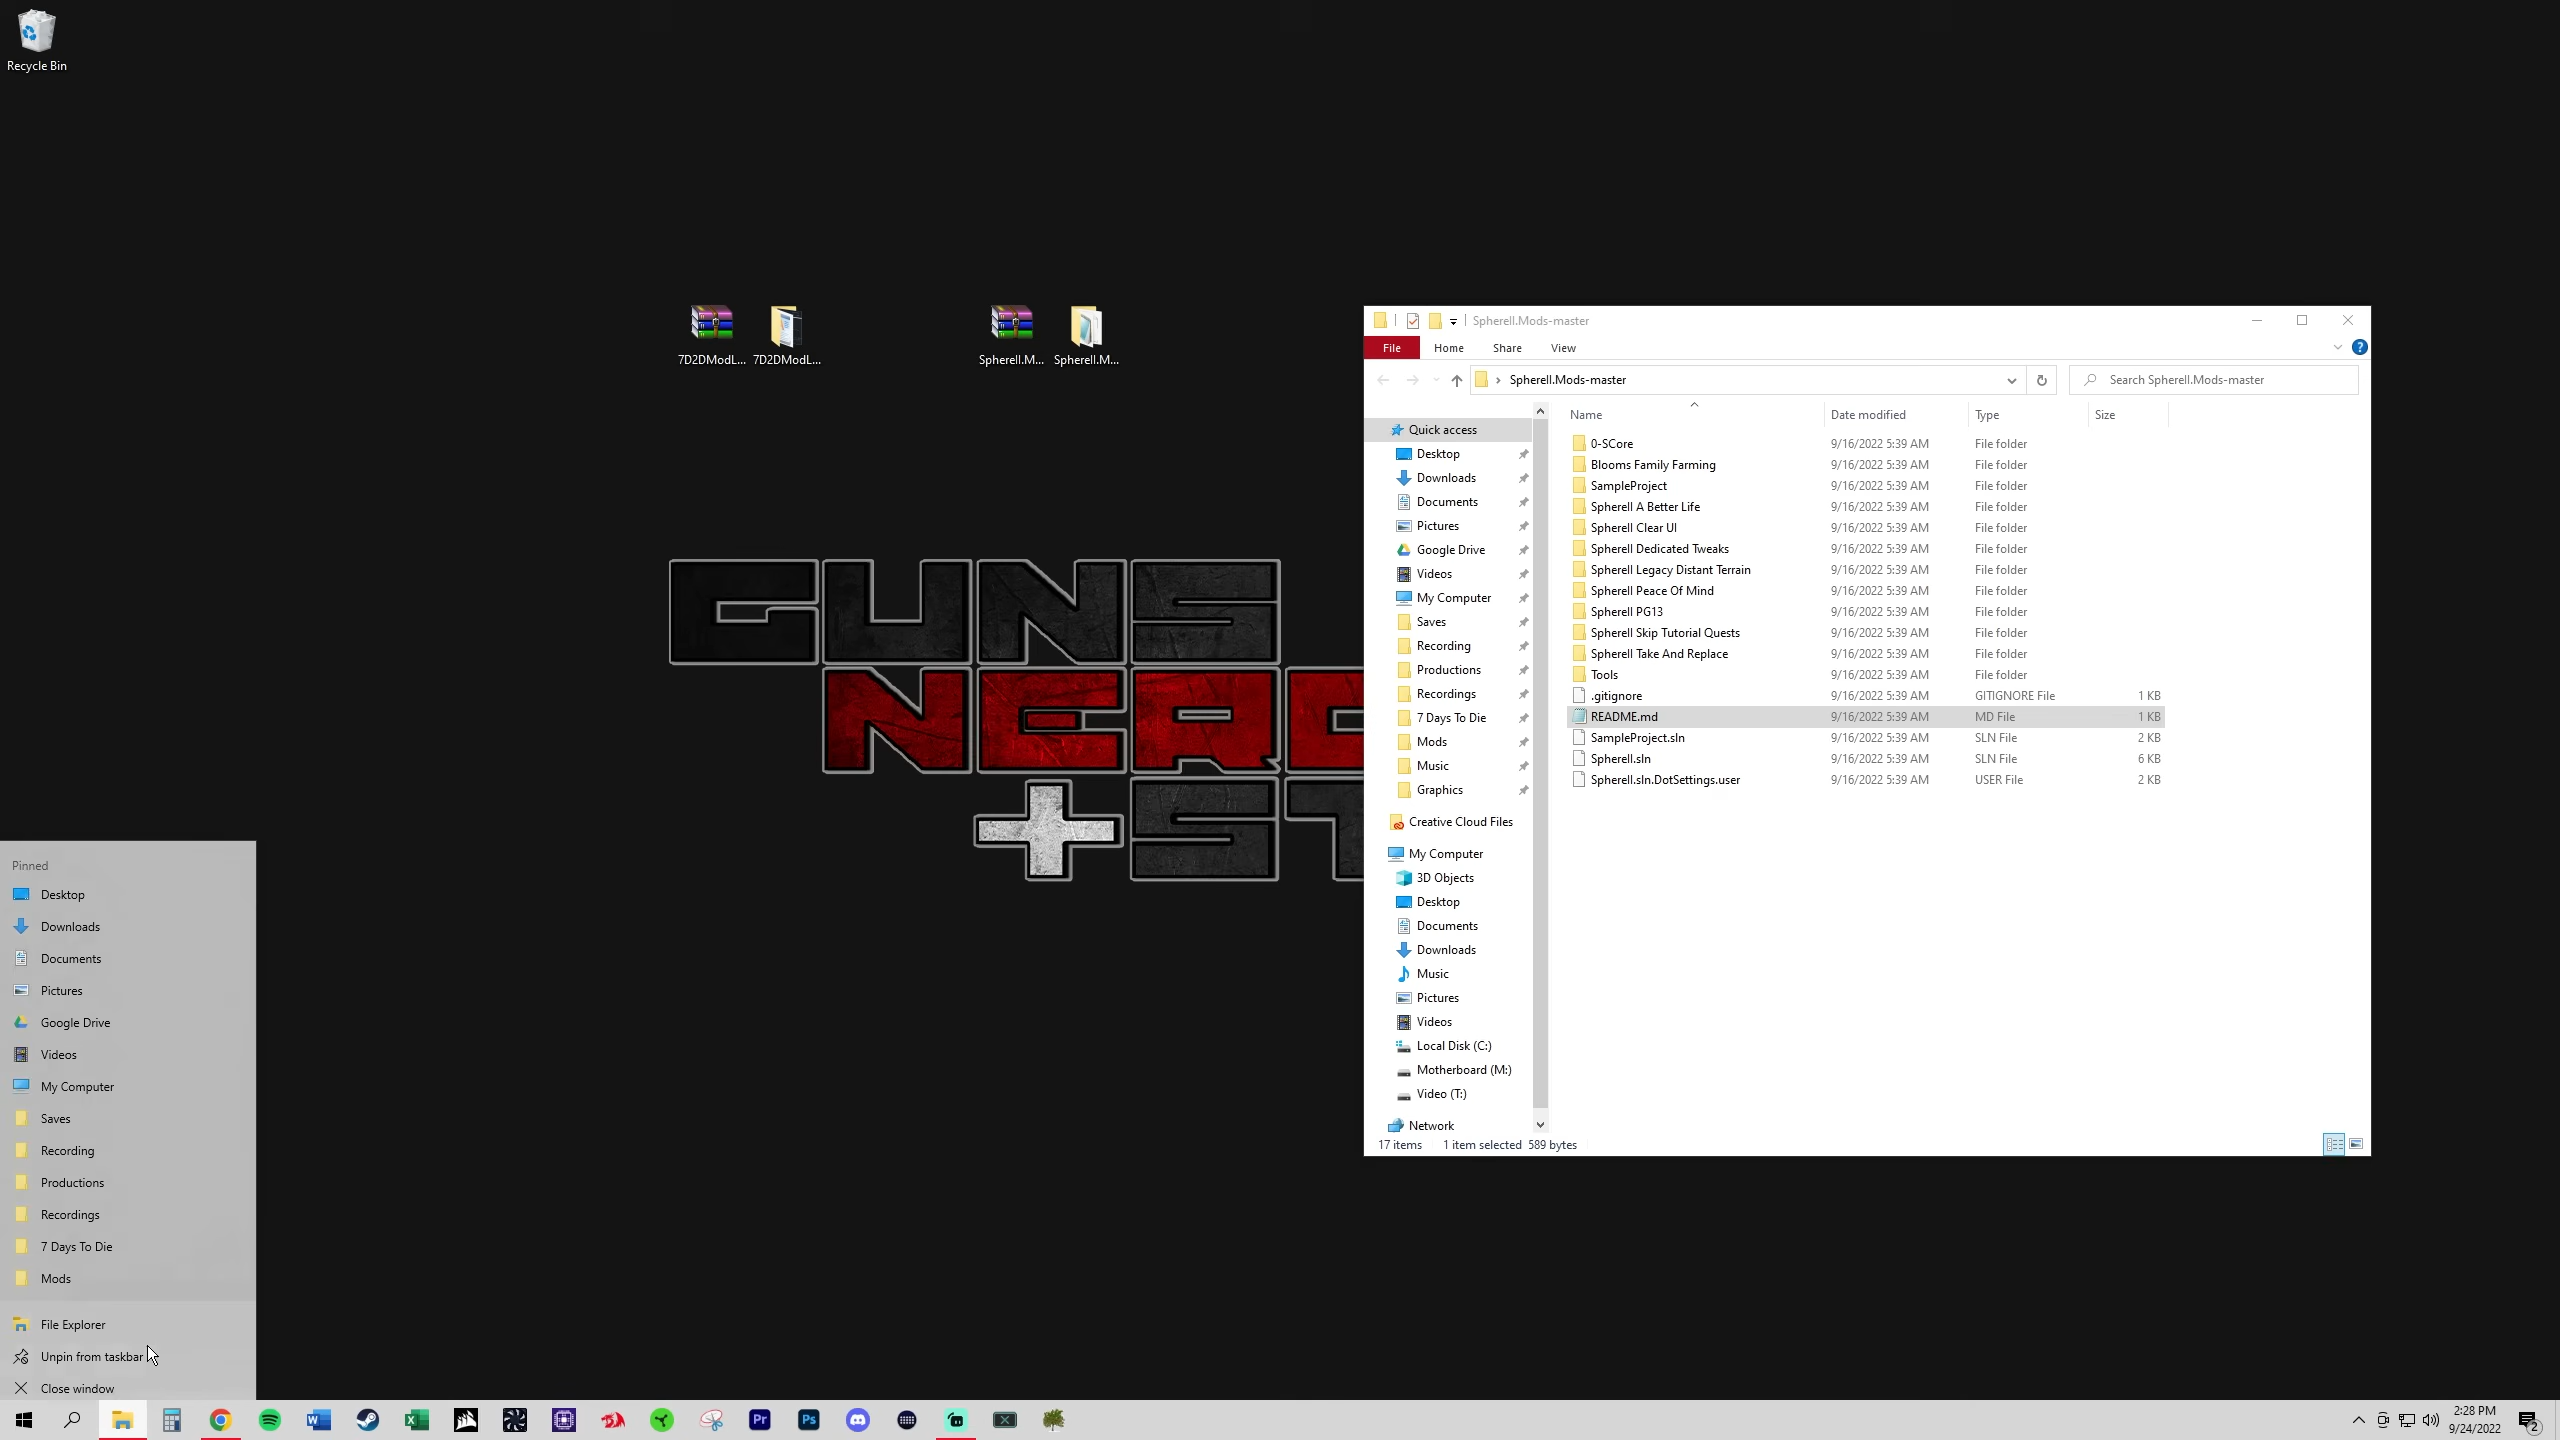 Recycle Bin
7D2DModL...
7D2DModL...
Spherell.M...
Spherell.M...
GUNS
+
Pinned
Desktop
Downloads
Documents
Pictures
Google Drive
Videos
My Computer
Saves
Recording
Productions
Recordings
7 Days To Die
Mods
File Explorer
Unpin from taskbar
Close window
Spherell.Mods-master
File Home Share View
Spherell.Mods-master
Search Spherell.Mods-master
Quick access
Desktop
Downloads
Documents
Pictures
Google Drive
Videos
My Computer
Saves
Recording
Productions
Recordings
7 Days To Die
Mods
Music
Graphics
Creative Cloud Files
My Computer
3D Objects
Desktop
Documents
Downloads
Music
Pictures
Videos
Local Disk (C:)
Motherboard (M:)
Video (T:)
Network
Name Date modified Type Size
0-SCore 9/16/2022 5:39 AM File folder
Blooms Family Farming 9/16/2022 5:39 AM File folder
SampleProject 9/16/2022 5:39 AM File folder
Spherell A Better Life 9/16/2022 5:39 AM File folder
Spherell Clear UI 9/16/2022 5:39 AM File folder
Spherell Dedicated Tweaks 9/16/2022 5:39 AM File folder
Spherell Legacy Distant Terrain 9/16/2022 5:39 AM File folder
Spherell Peace Of Mind 9/16/2022 5:39 AM File folder
Spherell PG13 9/16/2022 5:39 AM File folder
Spherell Skip Tutorial Quests 9/16/2022 5:39 AM File folder
Spherell Take And Replace 9/16/2022 5:39 AM File folder
Tools 9/16/2022 5:39 AM File folder
.gitignore 9/16/2022 5:39 AM GITIGNORE File 1 KB
README.md 9/16/2022 5:39 AM MD File 1 KB
SampleProject.sln 9/16/2022 5:39 AM SLN File 2 KB
Spherell.sln 9/16/2022 5:39 AM SLN File 6 KB
Spherell.sln.DotSettings.user 9/16/2022 5:39 AM USER File 2 KB
17 items 1 item selected 589 bytes
Pr
Ps
2:28 PM
9/24/2022
2